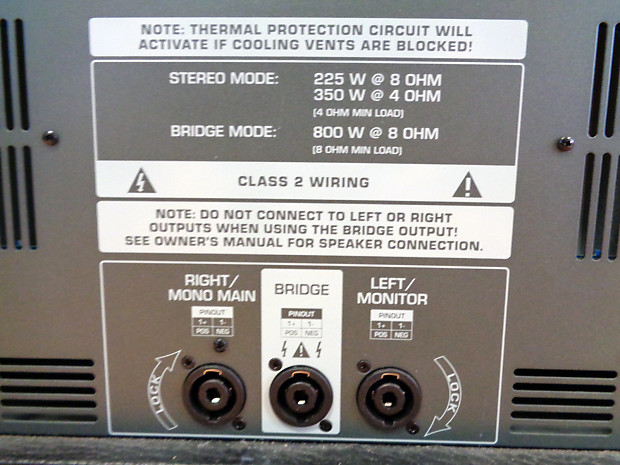 NOTE: THERMAL PROTECTION CIRCUIT WILL
ACTIVATE IF COOLING VENTS ARE BLOCKED!
STEREO MODE: 225 W @ 8 OHM
350 W @ 4 OHM
(4 OHM MIN LOAD)
BRIDGE MODE: 800 W @ 8 OHM
(8 OHM MIN LOAD)
CLASS 2 WIRING
NOTE: DO NOT CONNECT TO LEFT OR RIGHT
OUTPUTS WHEN USING THE BRIDGE OUTPUT!
SEE OWNER'S MANUAL FOR SPEAKER CONNECTION.
RIGHT/
MONO MAIN
PINOUT
1+ 1-
POS NEG
LOCK
BRIDGE
PINOUT
1+ 1-
POS NEG
LEFT/
MONITOR
PINOUT
1+ 1-
POS NEG
LOCK